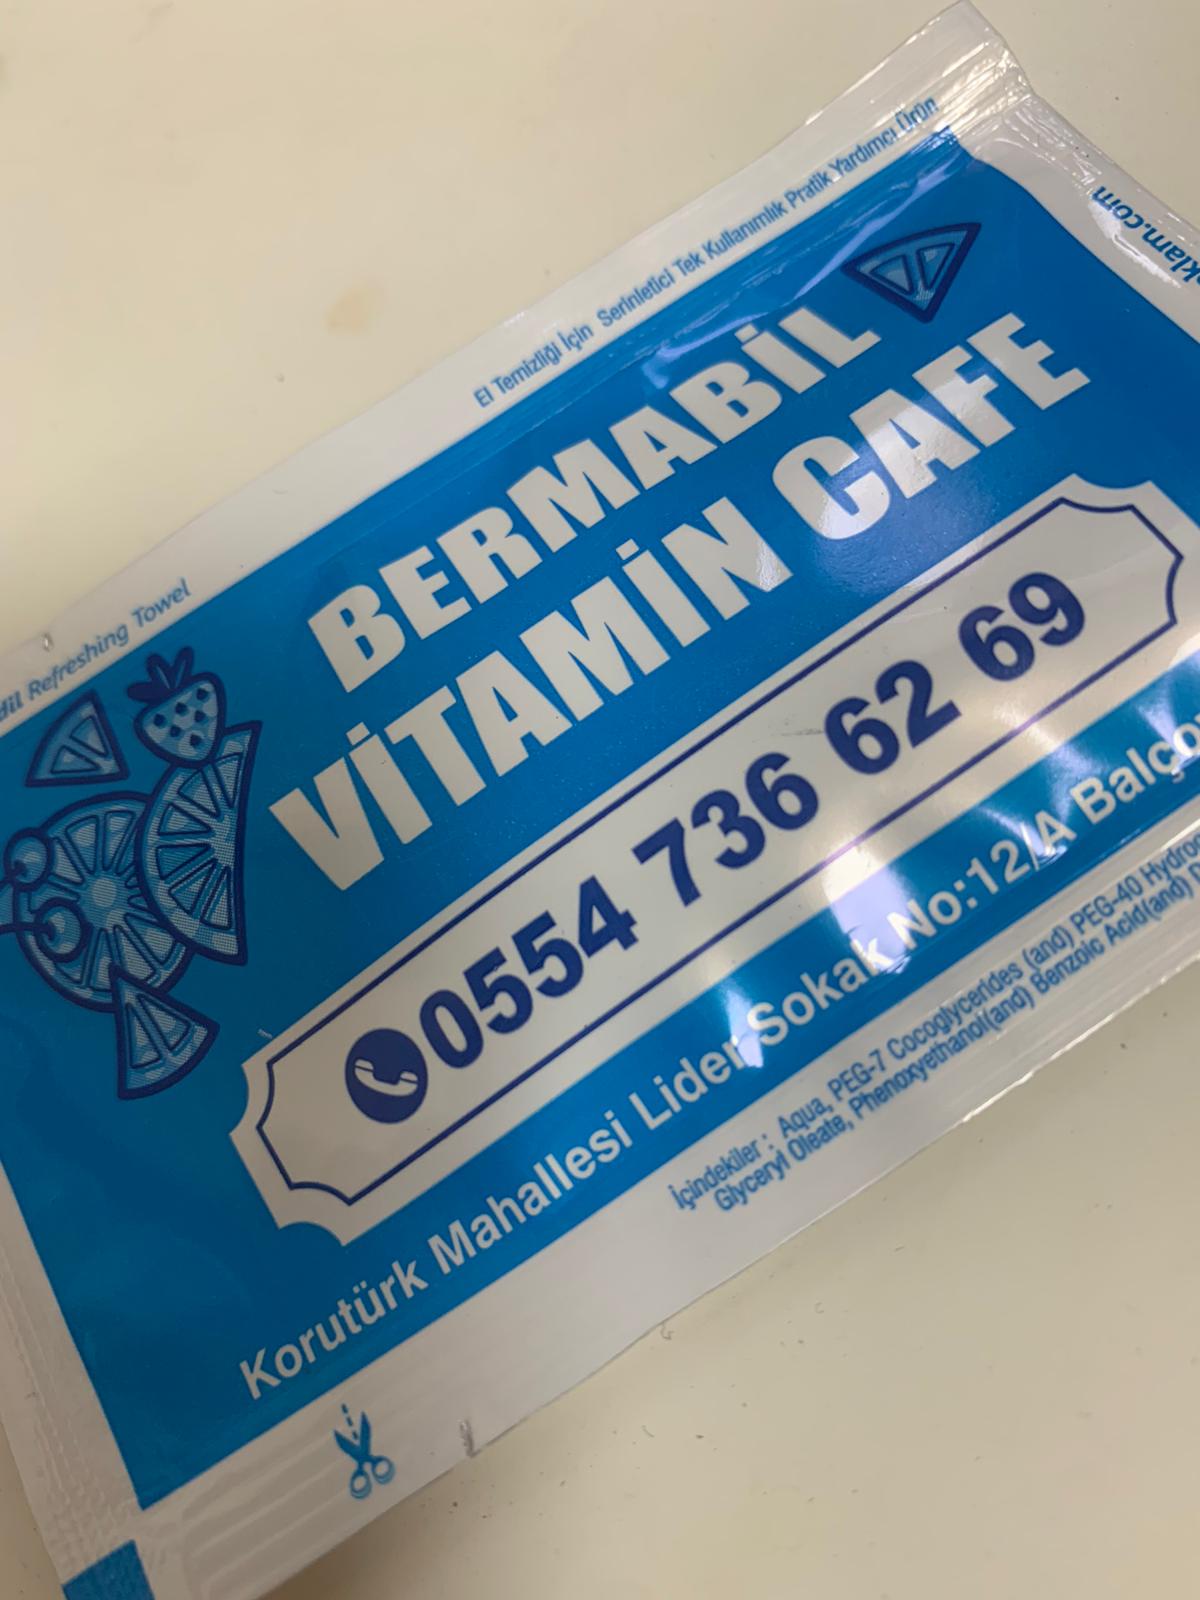 El Temizliği İçin Serinletici Tek Kullanımlık Pratik Yardımcı Ürün
Refreshing Towel
BERMABİL
VİTAMİN CAFE
0554 736 62 69
Korutürk Mahallesi Lider Sokak No:12/A
İçindekiler : Aqua, PEG-7 Cocoglycerides (and) PEG-40
Glyceryl Oleate, Phenoxyethanol(and) Benzoic Acid(and)